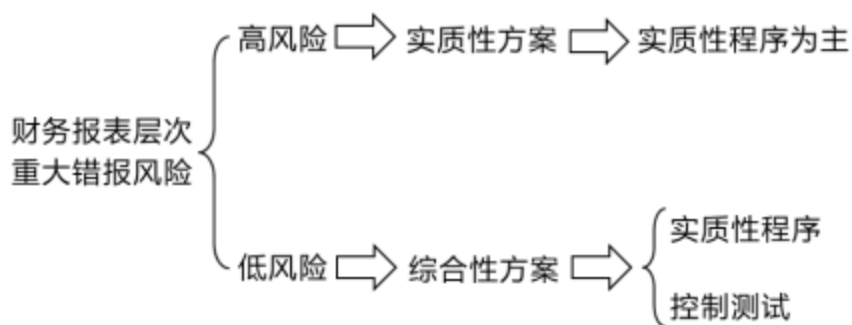 高风险
实质性方案
实质性程序为主
财务报表层次
重大错报风险
低风险
综合性方案
实质性程序
控制测试